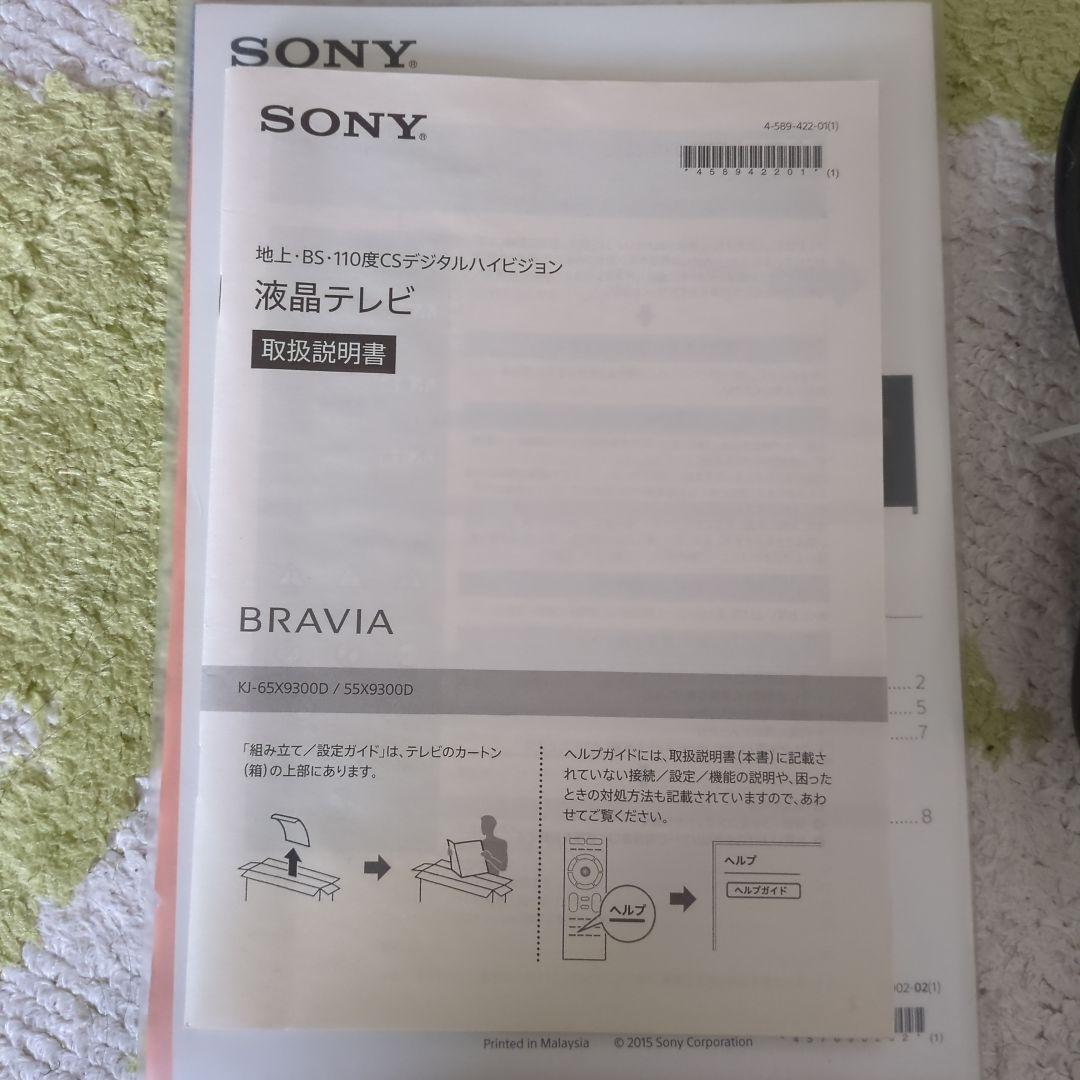 SONY®
SONY®
4-589-422-01(1)
*458942201* (1)
地上・BS・110度CSデジタルハイビジョン
液晶テレビ
取扱説明書
BRAVIA
KJ-65X9300D / 55X9300D
「組み立て／設定ガイド」は、テレビのカートン
(箱)の上部にあります。
ヘルプガイドには、取扱説明書(本書)に記載さ
れていない接続／設定／機能の説明や、困った
ときの対処方法も記載されていますので、あわ
せてご覧ください。
ヘルプ
ヘルプ
ヘルプガイド
......2
..... 5
......7
......8
02-02(1)
(1)
Printed in Malaysia © 2015 Sony Corporation